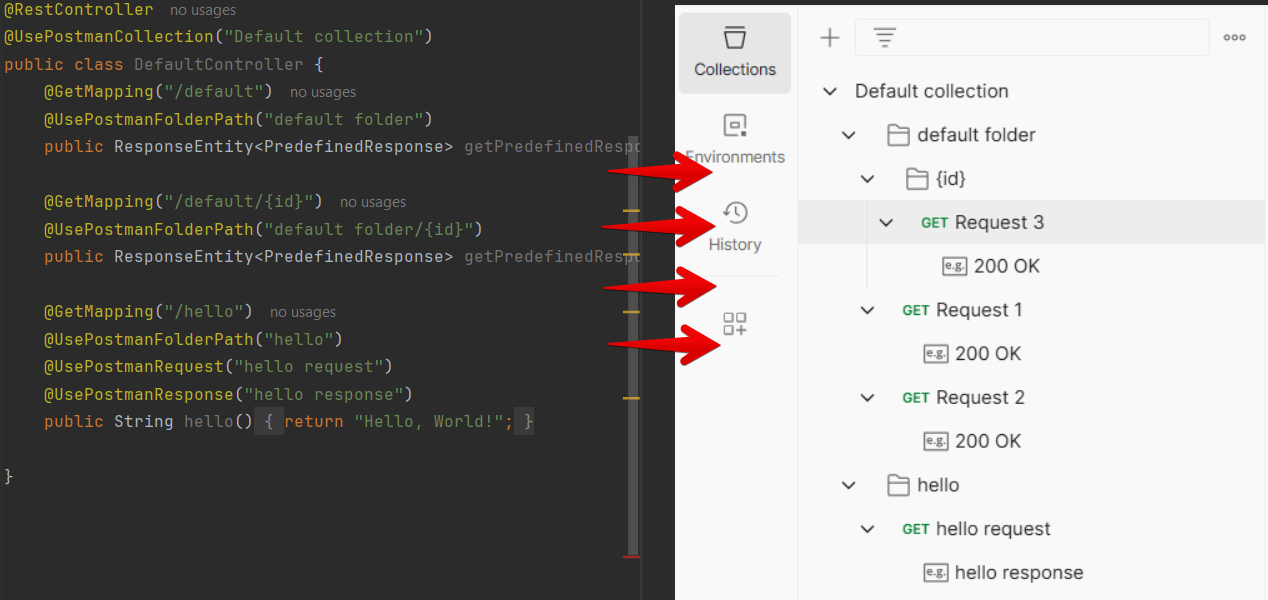 @RestController no usages
@UsePostmanCollection("Default collection")
public class DefaultController {
@GetMapping("/default") no usages
@UsePostmanFolderPath("default folder")
public ResponseEntity<PredefinedResponse> getPredefinedRespo
@GetMapping("/default/{id}") no usages
@UsePostmanFolderPath("default folder/{id}")
public ResponseEntity<PredefinedResponse> getPredefinedRespo
@GetMapping("/hello") no usages
@UsePostmanFolderPath("hello")
@UsePostmanRequest("hello request")
@UsePostmanResponse("hello response")
public String hello() { return "Hello, World!"; }
}
Collections
Environments
History
Default collection
default folder
{id}
GET Request 3
e.g. 200 OK
GET Request 1
e.g. 200 OK
GET Request 2
e.g. 200 OK
hello
GET hello request
e.g. hello response